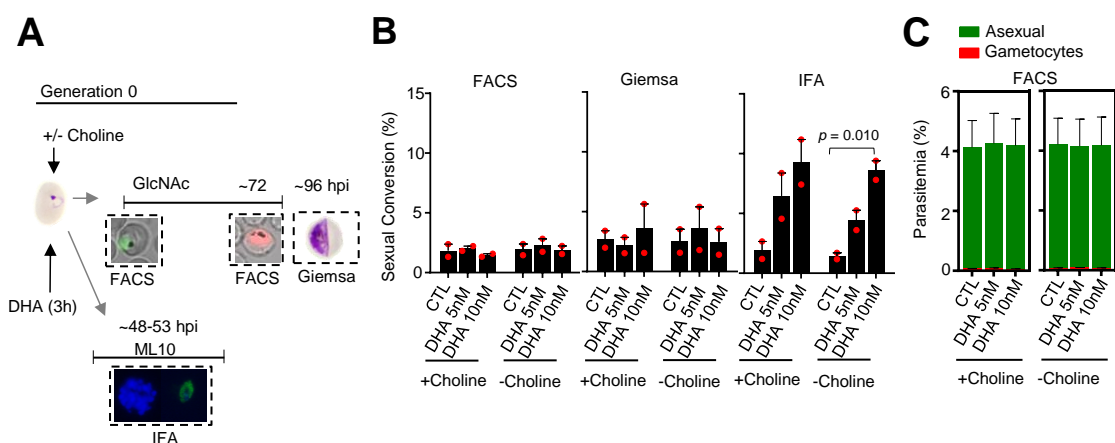 A
Generation 0
+/- Choline
GlcNAc
~72
~96 hpi
FACS
FACS
Giemsa
DHA (3h)
~48-53 hpi
ML10
IFA
B
FACS
Giemsa
IFA
Sexual Conversion (%)
15
10
5
0
p = 0.010
CTL
DHA 5nM
DHA 10nM
CTL
DHA 5nM
DHA 10nM
CTL
DHA 5nM
DHA 10nM
CTL
DHA 5nM
DHA 10nM
CTL
DHA 5nM
DHA 10nM
CTL
DHA 5nM
DHA 10nM
+Choline
-Choline
+Choline
-Choline
+Choline
-Choline
C
Asexual
Gametocytes
FACS
Parasitemia (%)
6
4
2
0
CTL
DHA 5nM
DHA 10nM
CTL
DHA 5nM
DHA 10nM
+Choline
-Choline